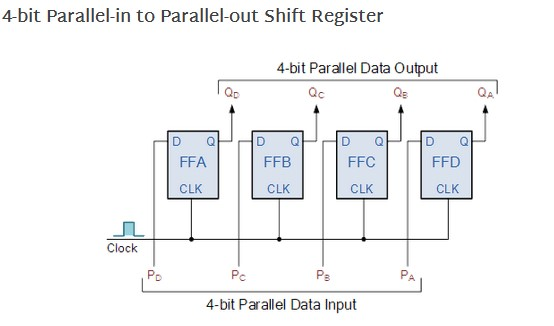 4-bit Parallel-in to Parallel-out Shift Register
4-bit Parallel Data Output
QD QC QB QA
D Q D Q D Q D Q
FFA FFB FFC FFD
CLK CLK CLK CLK
Clock
PD PC PB PA
4-bit Parallel Data Input